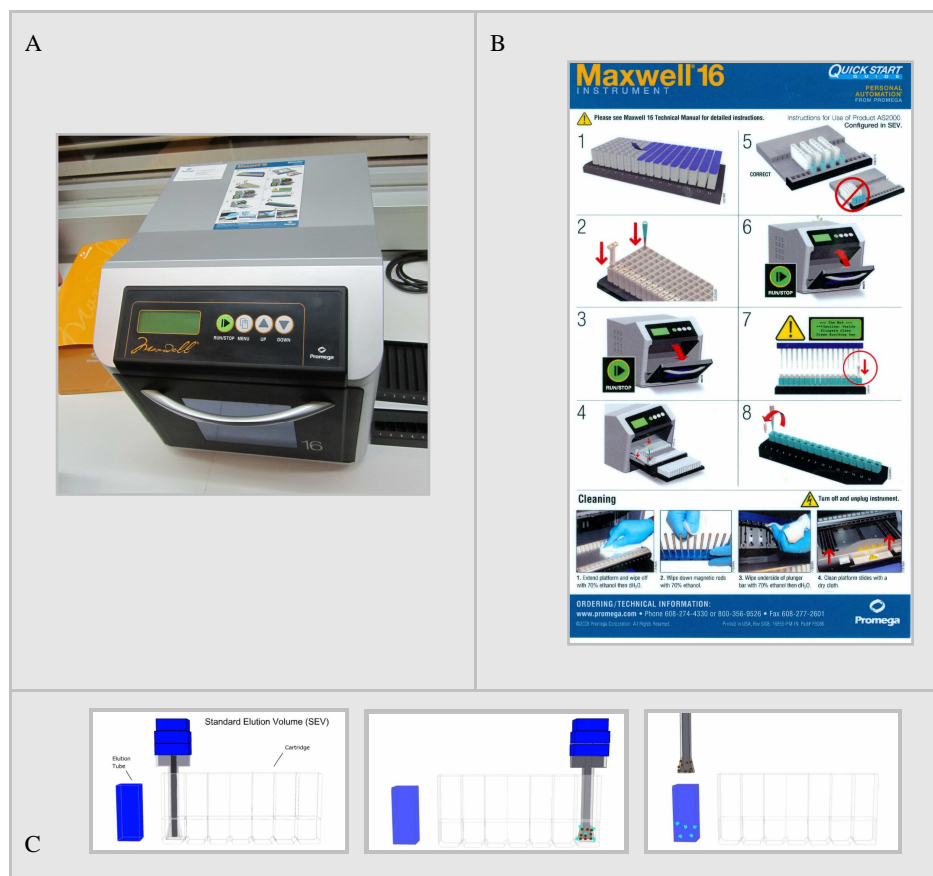 A
B
RUN/STOP MENU UP DOWN
Maxwell
Promega
16
Maxwell® 16
INSTRUMENT
QUICK START
GUIDE
PERSONAL
AUTOMATION
FROM PROMEGA
Please see Maxwell 16 Technical Manual for detailed instructions.
Instructions for Use of Product AS2000.
Configured in SEV.
1
5
CORRECT
2
6
RUN/STOP
3
7
RUN/STOP
4
8
Cleaning
Turn off and unplug instrument.
1. Extend platform and wipe off
with 70% ethanol then dH₂O.
2. Wipe down magnetic rods
with 70% ethanol.
3. Wipe underside of plunger
bar with 70% ethanol then dH₂O.
4. Clean platform slides with a
dry cloth.
ORDERING/TECHNICAL INFORMATION:
www.promega.com • Phone 608-274-4330 or 800-356-9526 • Fax 608-277-2601
Promega
Standard Elution Volume (SEV)
Elution
Tube
Cartridge
C